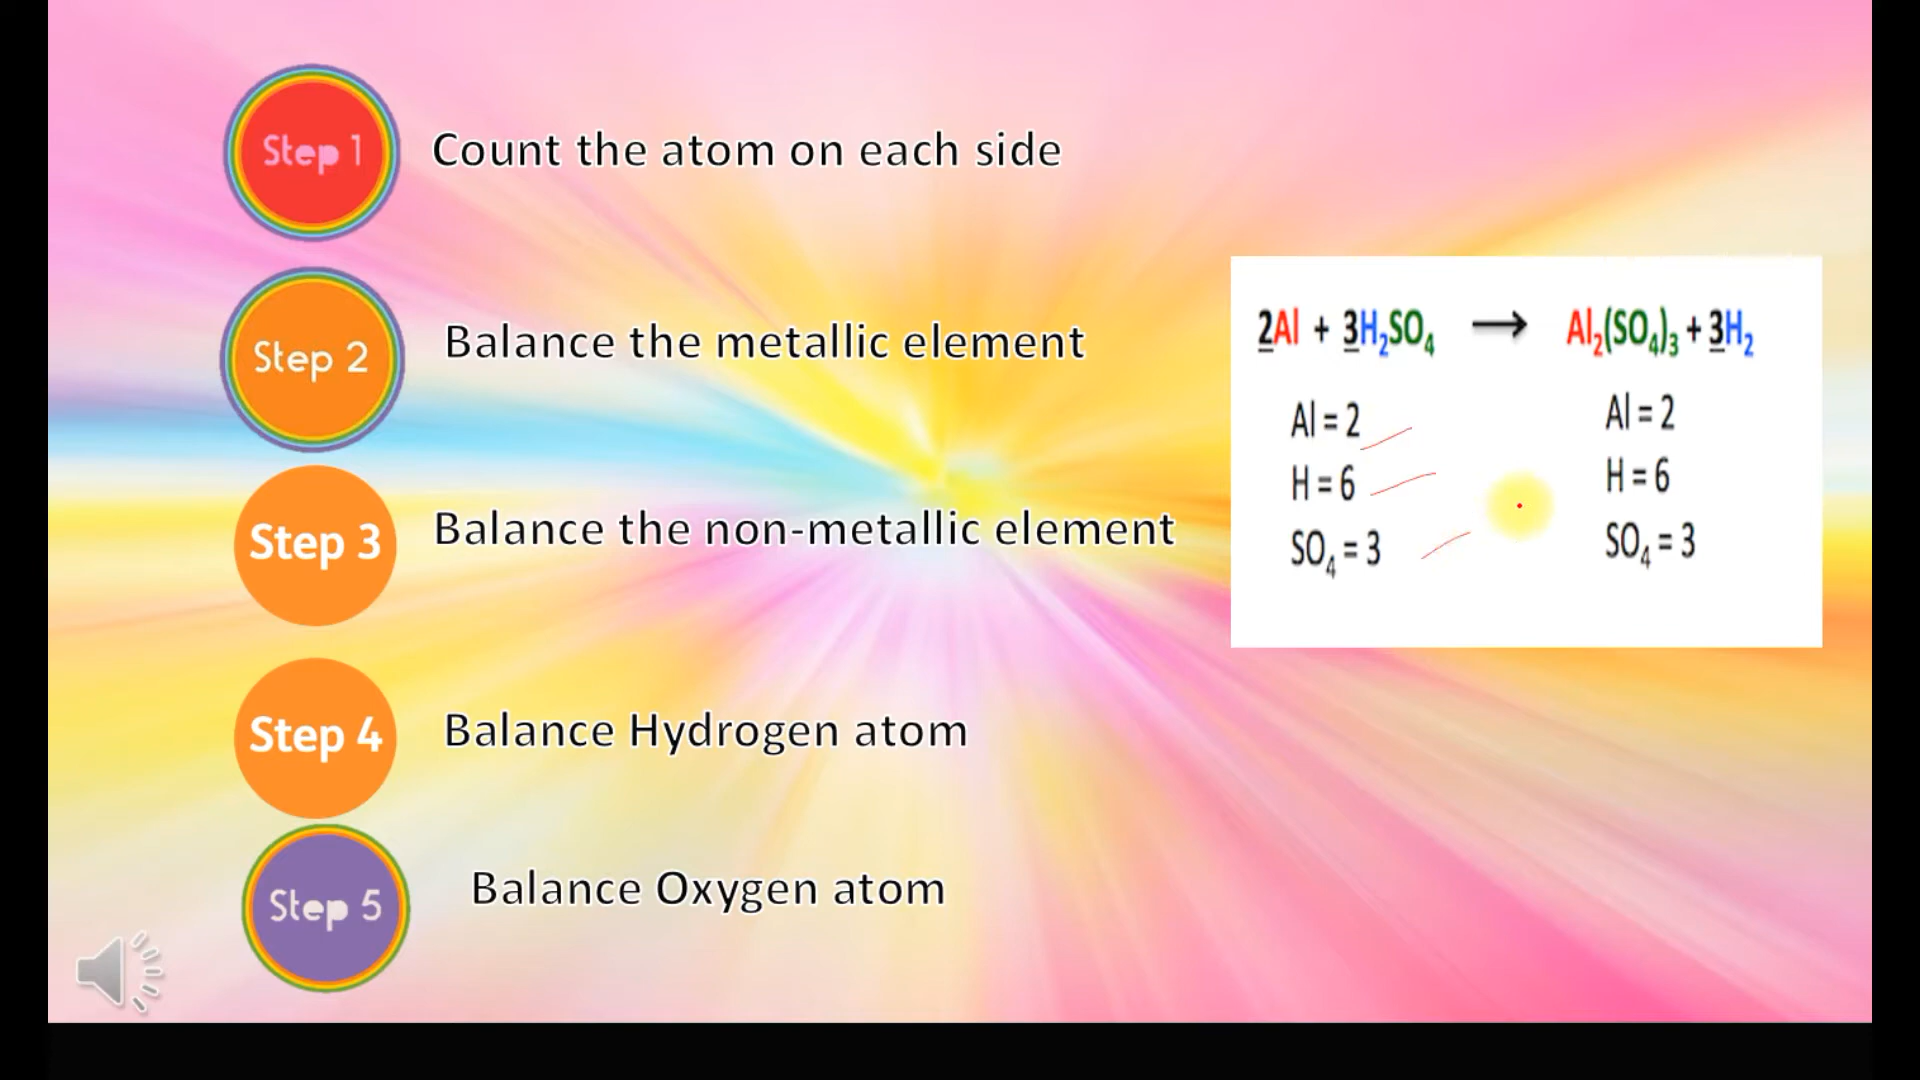 Step 1
Count the atom on each side
Step 2
Balance the metallic element
Step 3
Balance the non-metallic element
Step 4
Balance Hydrogen atom
Step 5
Balance Oxygen atom
2Al + 3H₂SO₄ → Al₂(SO₄)₃ + 3H₂
Al = 2 Al = 2
H = 6 H = 6
SO₄ = 3 SO₄ = 3